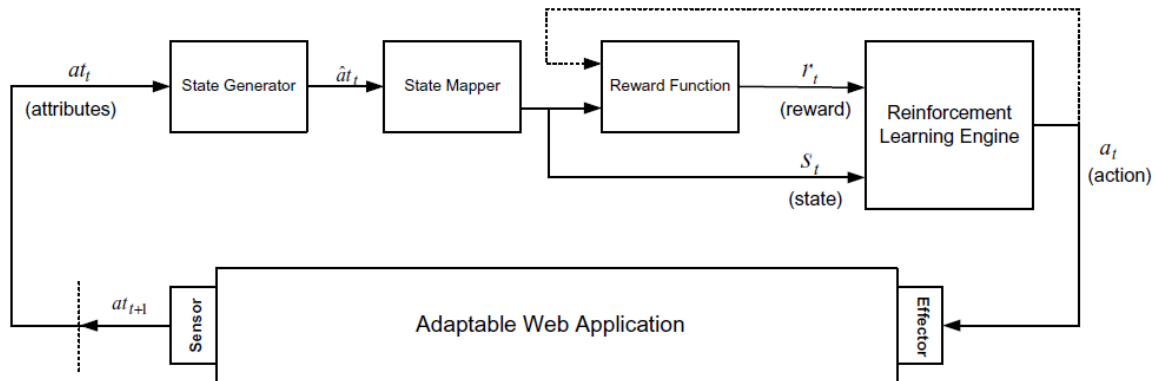 at_t
(attributes)
State Generator
ât_t
State Mapper
Reward Function
r_t
(reward)
s_t
(state)
Reinforcement
Learning Engine
a_t
(action)
at_{t+1}
Sensor
Adaptable Web Application
Effector